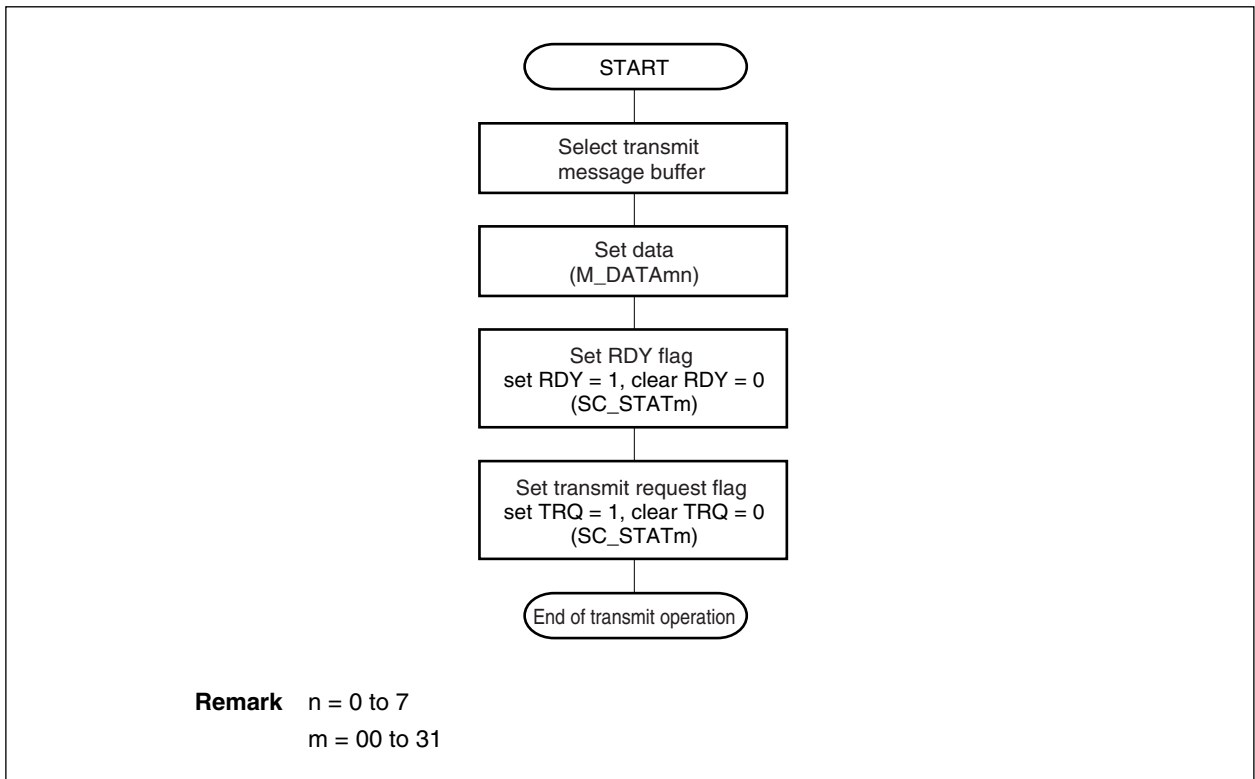 START
Select transmit
message buffer
Set data
(M_DATAmn)
Set RDY flag
set RDY = 1, clear RDY = 0
(SC_STATm)
Set transmit request flag
set TRQ = 1, clear TRQ = 0
(SC_STATm)
End of transmit operation
Remark n = 0 to 7
m = 00 to 31